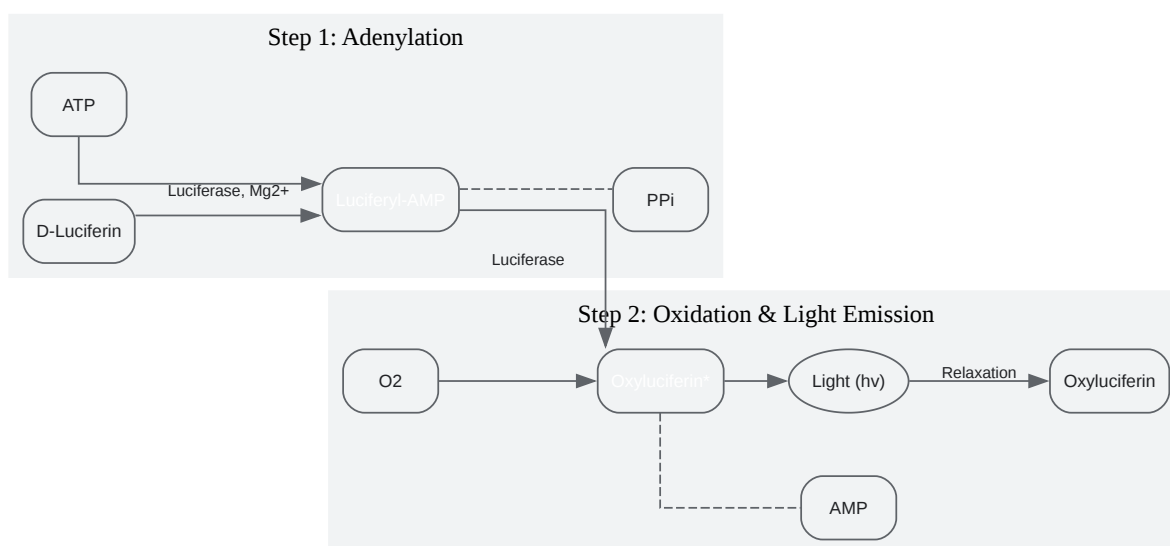 Step 1: Adenylation
ATP
Luciferase, Mg2+
Luciferyl-AMP
PPi
D-Luciferin
Luciferase
Step 2: Oxidation & Light Emission
O2
Oxyluciferin*
Light (hv)
Relaxation
Oxyluciferin
AMP